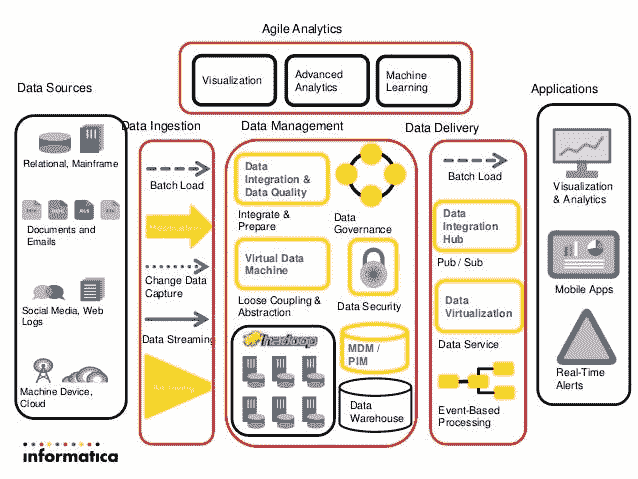 Agile Analytics
Visualization
Advanced
Analytics
Machine
Learning
Data Sources
Relational, Mainframe
Documents and
Emails
Social Media, Web
Logs
Machine Device,
Cloud
Data Ingestion
Batch Load
Change Data
Capture
Data Streaming
Data Management
Data
Integration &
Data Quality
Integrate &
Prepare
Data
Governance
Virtual Data
Machine
Loose Coupling &
Abstraction
Data Security
hadoop
MDM /
PIM
Data
Warehouse
Data Delivery
Batch Load
Data
Integration
Hub
Pub / Sub
Data
Virtualization
Data Service
Event-Based
Processing
Applications
Visualization
& Analytics
Mobile Apps
Real-Time
Alerts
informatica